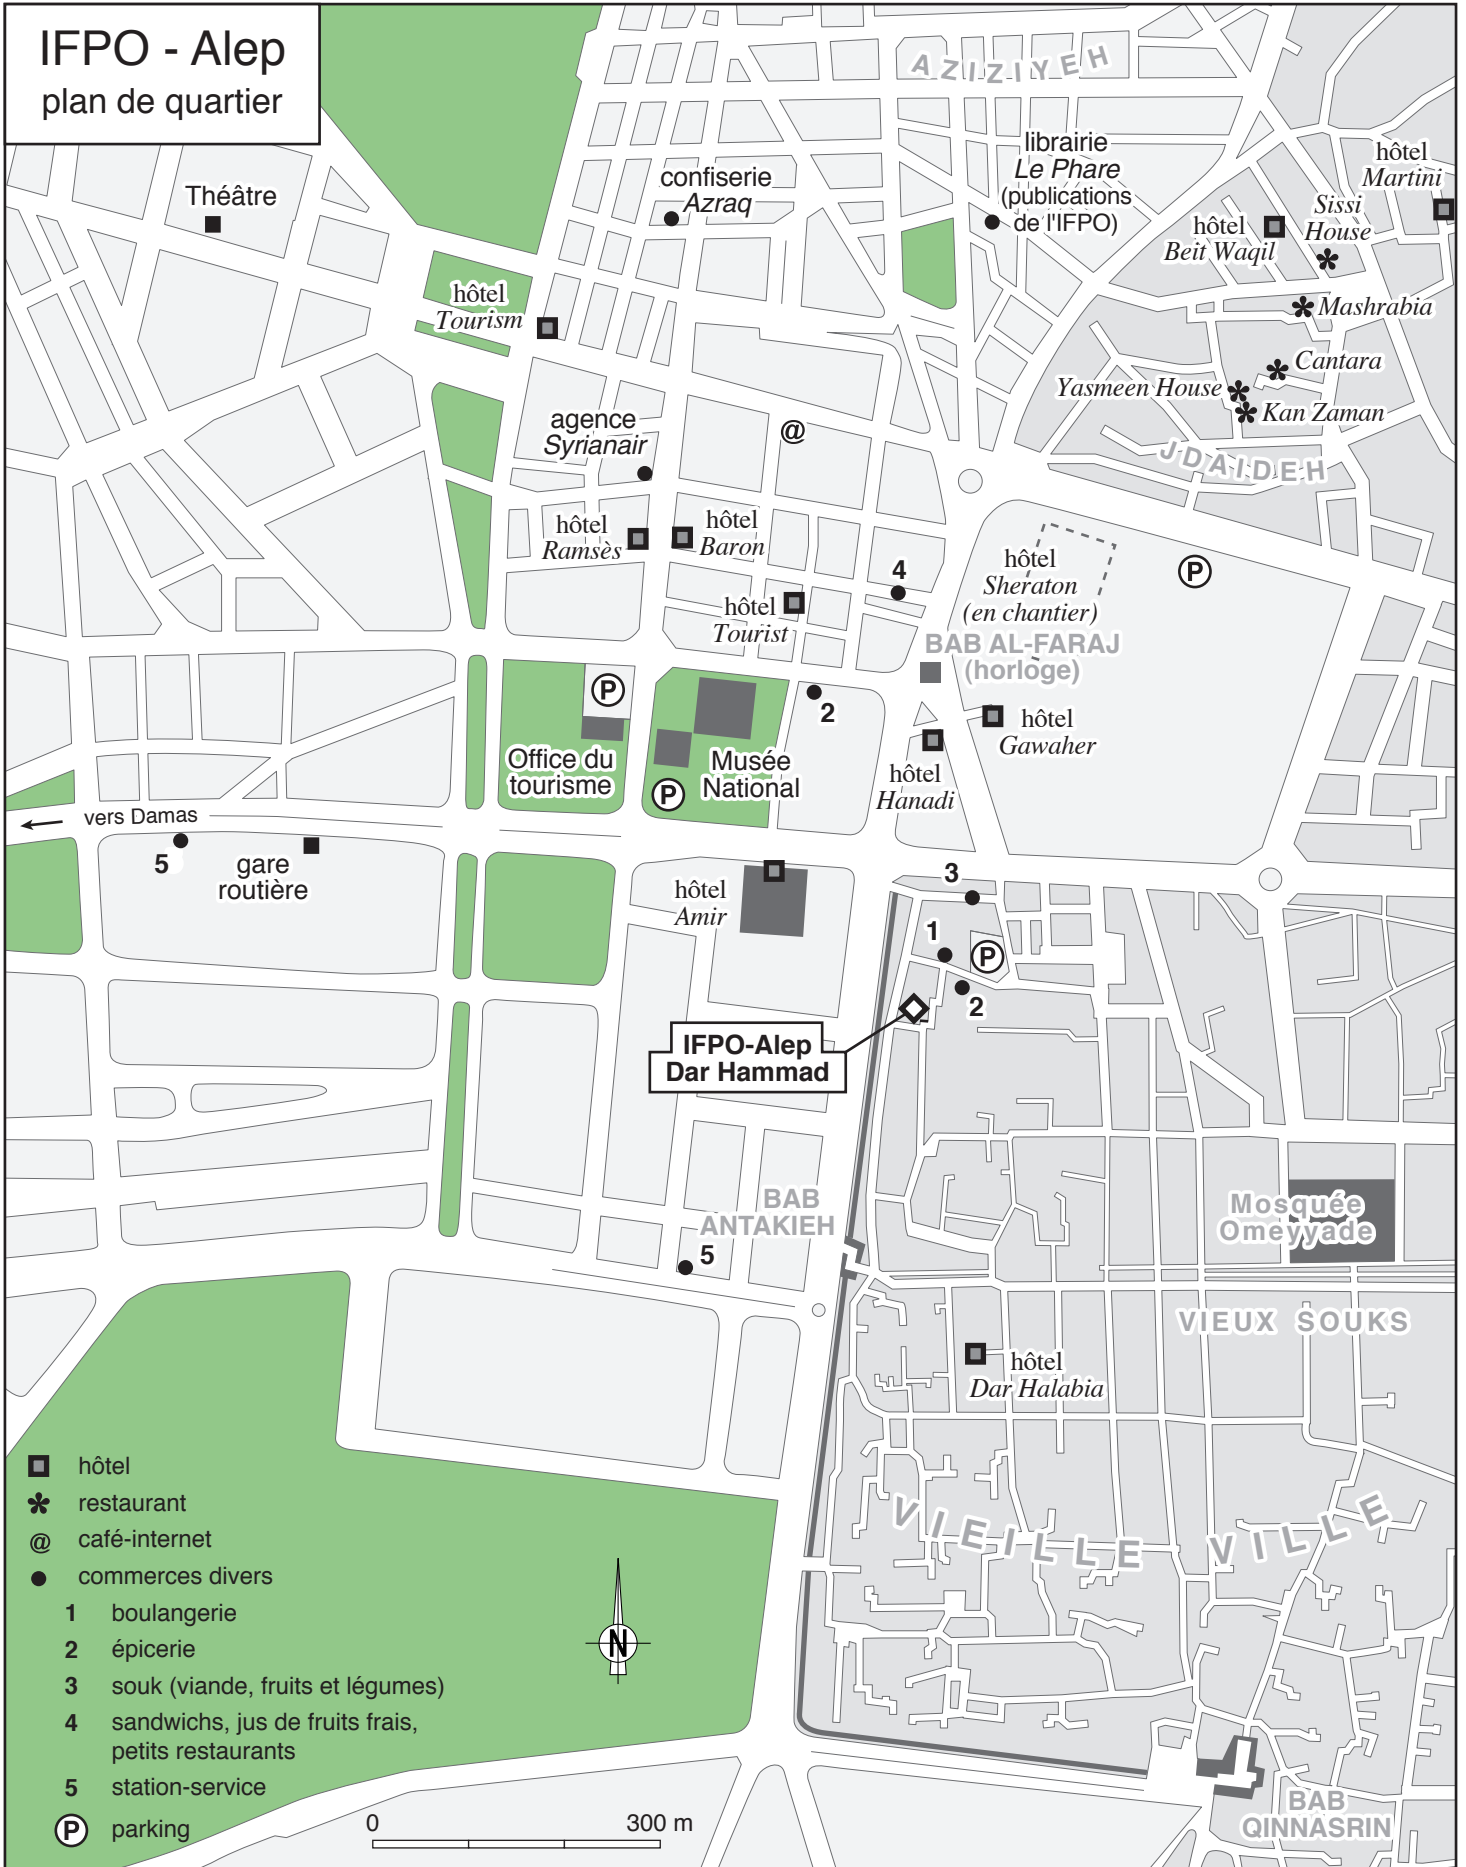 IFPO - Alep
plan de quartier
AZIZIYEH
librairie
Le Phare
(publications
de l'IFPO)
hôtel
Martini
Théâtre
confiserie
Azraq
Sissi
House
hôtel
Beit Waqil
hôtel
Tourism
Mashrabia
Cantara
Yasmeen House
Kan Zaman
agence
Syrianair
@
JDAIDEH
hôtel
Ramsès
hôtel
Baron
hôtel
Sheraton
(en chantier)
P
4
hôtel
Tourist
BAB AL-FARAJ
(horloge)
P
2
hôtel
Gawaher
Office du
tourisme
Musée
National
P
hôtel
Hanadi
vers Damas
5
gare
routière
3
hôtel
Amir
1
P
2
IFPO-Alep
Dar Hammad
BAB
ANTAKIEH
Mosquée
Omeyyade
5
VIEUX SOUKS
hôtel
Dar Halabia
VIEILLE VILLE
hôtel
restaurant
@ café-internet
commerces divers
1 boulangerie
2 épicerie
3 souk (viande, fruits et légumes)
4 sandwichs, jus de fruits frais,
petits restaurants
5 station-service
P parking
N
0 300 m
BAB
QINNASRIN